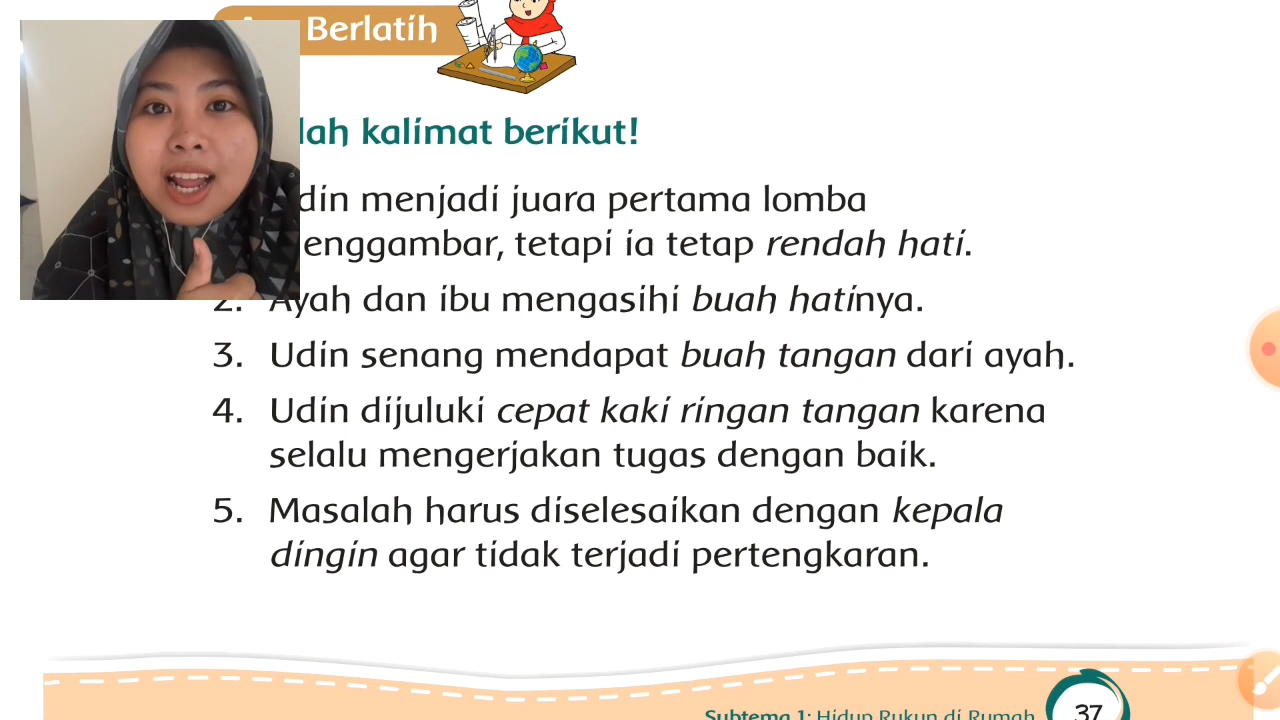 Berlatih
lah kalimat berikut!
din menjadi juara pertama lomba
enggambar, tetapi ia tetap rendah hati.
2. Ayah dan ibu mengasihi buah hatinya.
3. Udin senang mendapat buah tangan dari ayah.
4. Udin dijuluki cepat kaki ringan tangan karena
selalu mengerjakan tugas dengan baik.
5. Masalah harus diselesaikan dengan kepala
dingin agar tidak terjadi pertengkaran.
Subtema 1: Hidup Rukun di Rumah
37